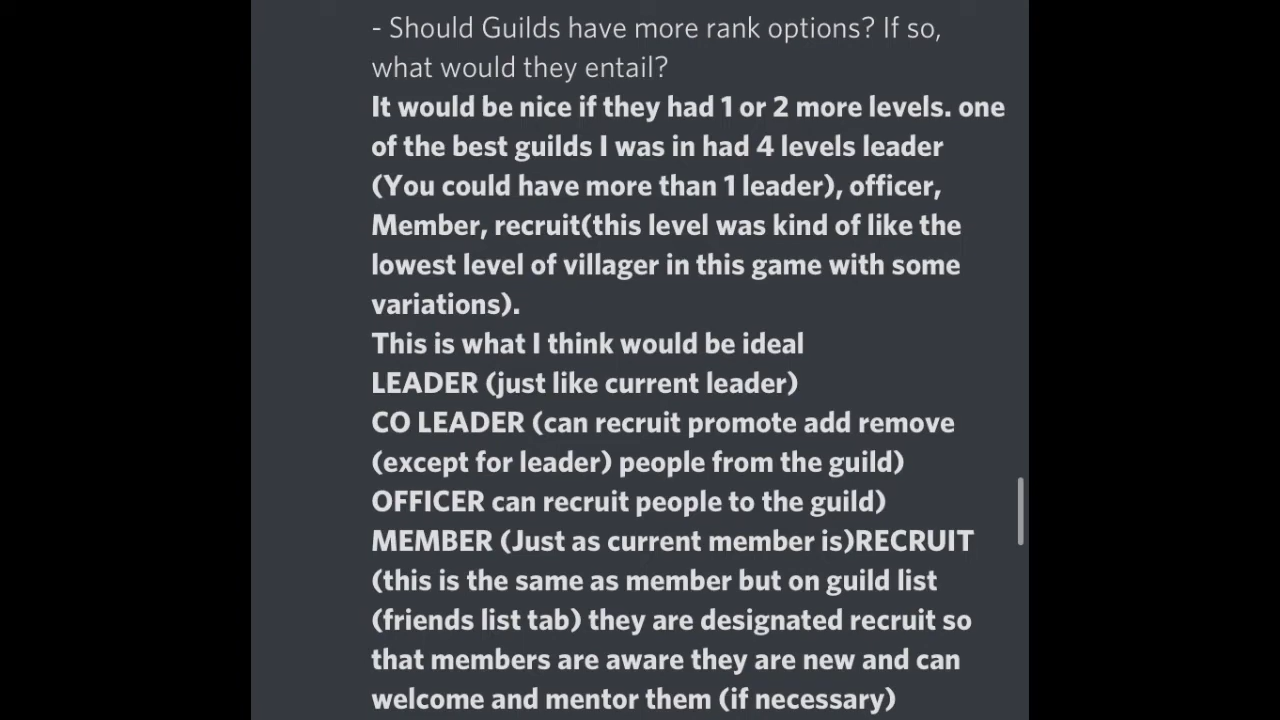 - Should Guilds have more rank options? If so,
what would they entail?
It would be nice if they had 1 or 2 more levels. one
of the best guilds I was in had 4 levels leader
(You could have more than 1 leader), officer,
Member, recruit(this level was kind of like the
lowest level of villager in this game with some
variations).
This is what I think would be ideal
LEADER (just like current leader)
CO LEADER (can recruit promote add remove
(except for leader) people from the guild)
OFFICER can recruit people to the guild)
MEMBER (Just as current member is)RECRUIT
(this is the same as member but on guild list
(friends list tab) they are designated recruit so
that members are aware they are new and can
welcome and mentor them (if necessary)